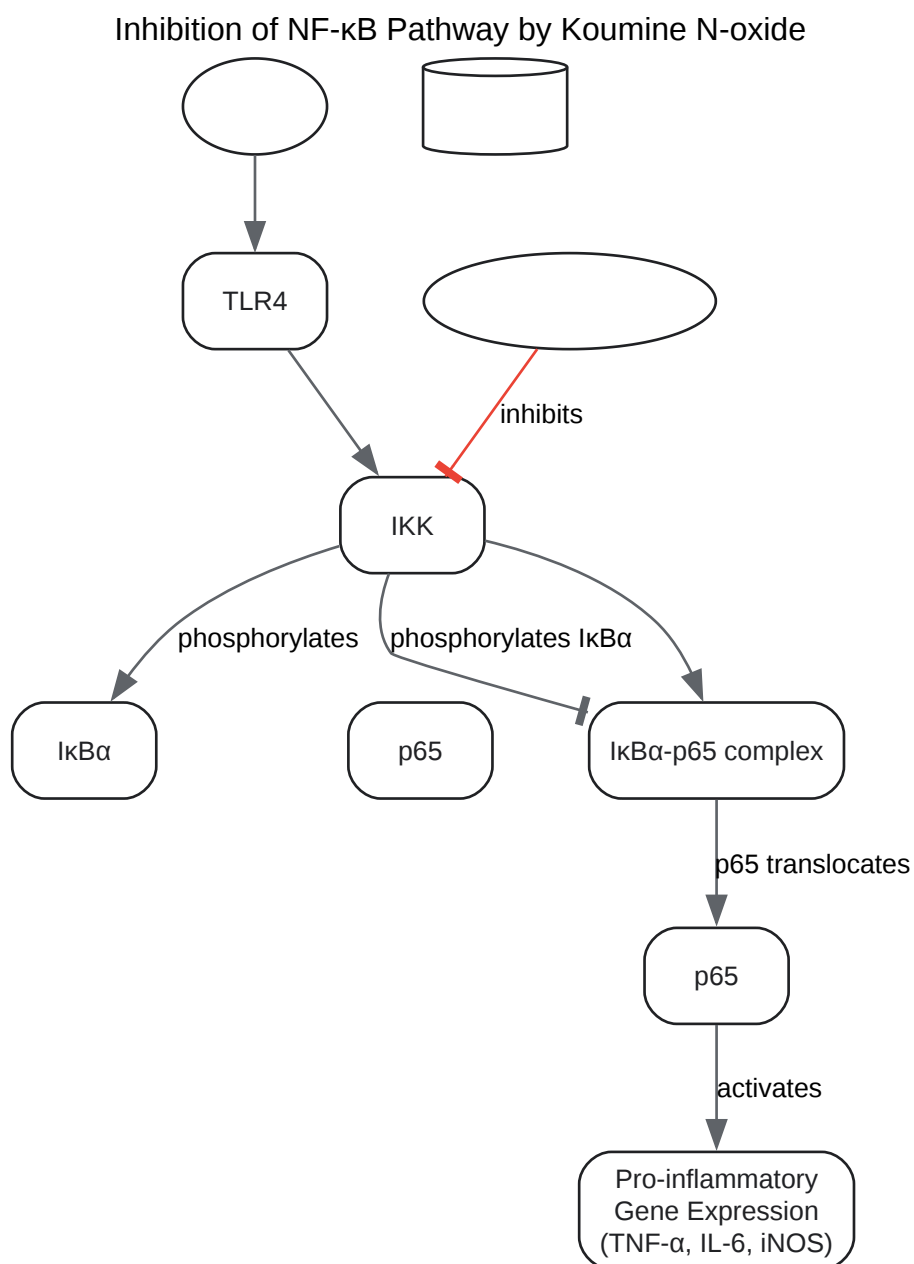 Inhibition of NF-κB Pathway by Koumine N-oxide
TLR4
inhibits
IKK
phosphorylates
phosphorylates IκBα
IκBα
p65
IκBα-p65 complex
p65 translocates
p65
activates
Pro-inflammatory
Gene Expression
(TNF-α, IL-6, iNOS)